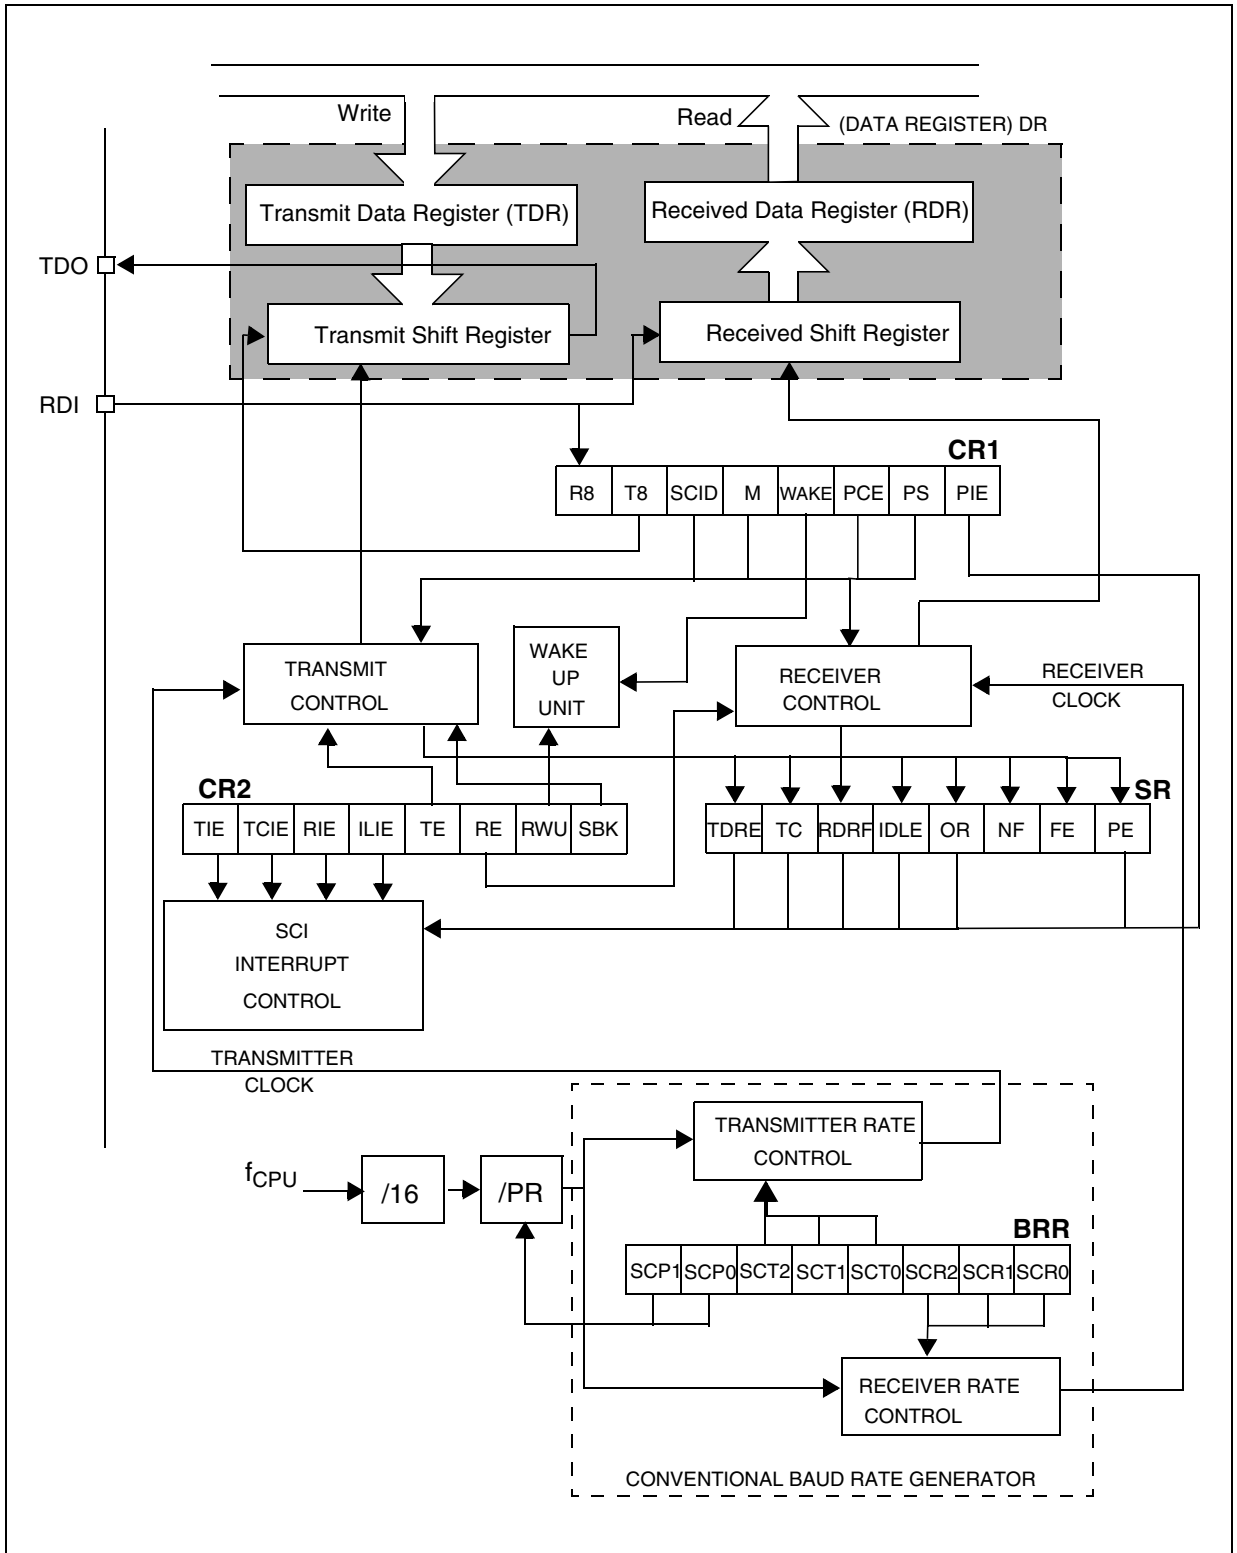 Write
Read
(DATA REGISTER) DR
Transmit Data Register (TDR)
Received Data Register (RDR)
TDO
Transmit Shift Register
Received Shift Register
RDI
CR1
R8 T8 SCID M WAKE PCE PS PIE
TRANSMIT
CONTROL
WAKE
UP
UNIT
RECEIVER
CONTROL
RECEIVER
CLOCK
CR2
TIE TCIE RIE ILIE TE RE RWU SBK
SR
TDRE TC RDRF IDLE OR NF FE PE
SCI
INTERRUPT
CONTROL
TRANSMITTER
CLOCK
TRANSMITTER RATE
CONTROL
fCPU
/16
/PR
BRR
SCP1 SCP0 SCT2 SCT1 SCT0 SCR2 SCR1 SCR0
RECEIVER RATE
CONTROL
CONVENTIONAL BAUD RATE GENERATOR